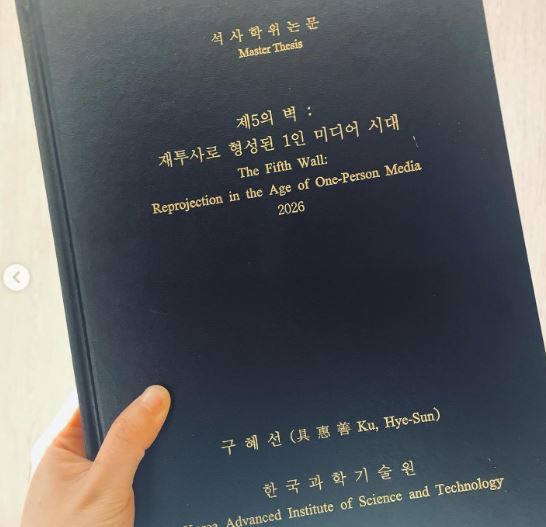 석 사 학 위 논 문
Master Thesis
제5의 벽 :
재투사로 형성된 1인 미디어 시대
The Fifth Wall:
Reprojection in the Age of One-Person Media
2026
구 혜 선 (具 惠 善 Ku, Hye-Sun)
한 국 과 학 기 술 원
Korea Advanced Institute of Science and Technology